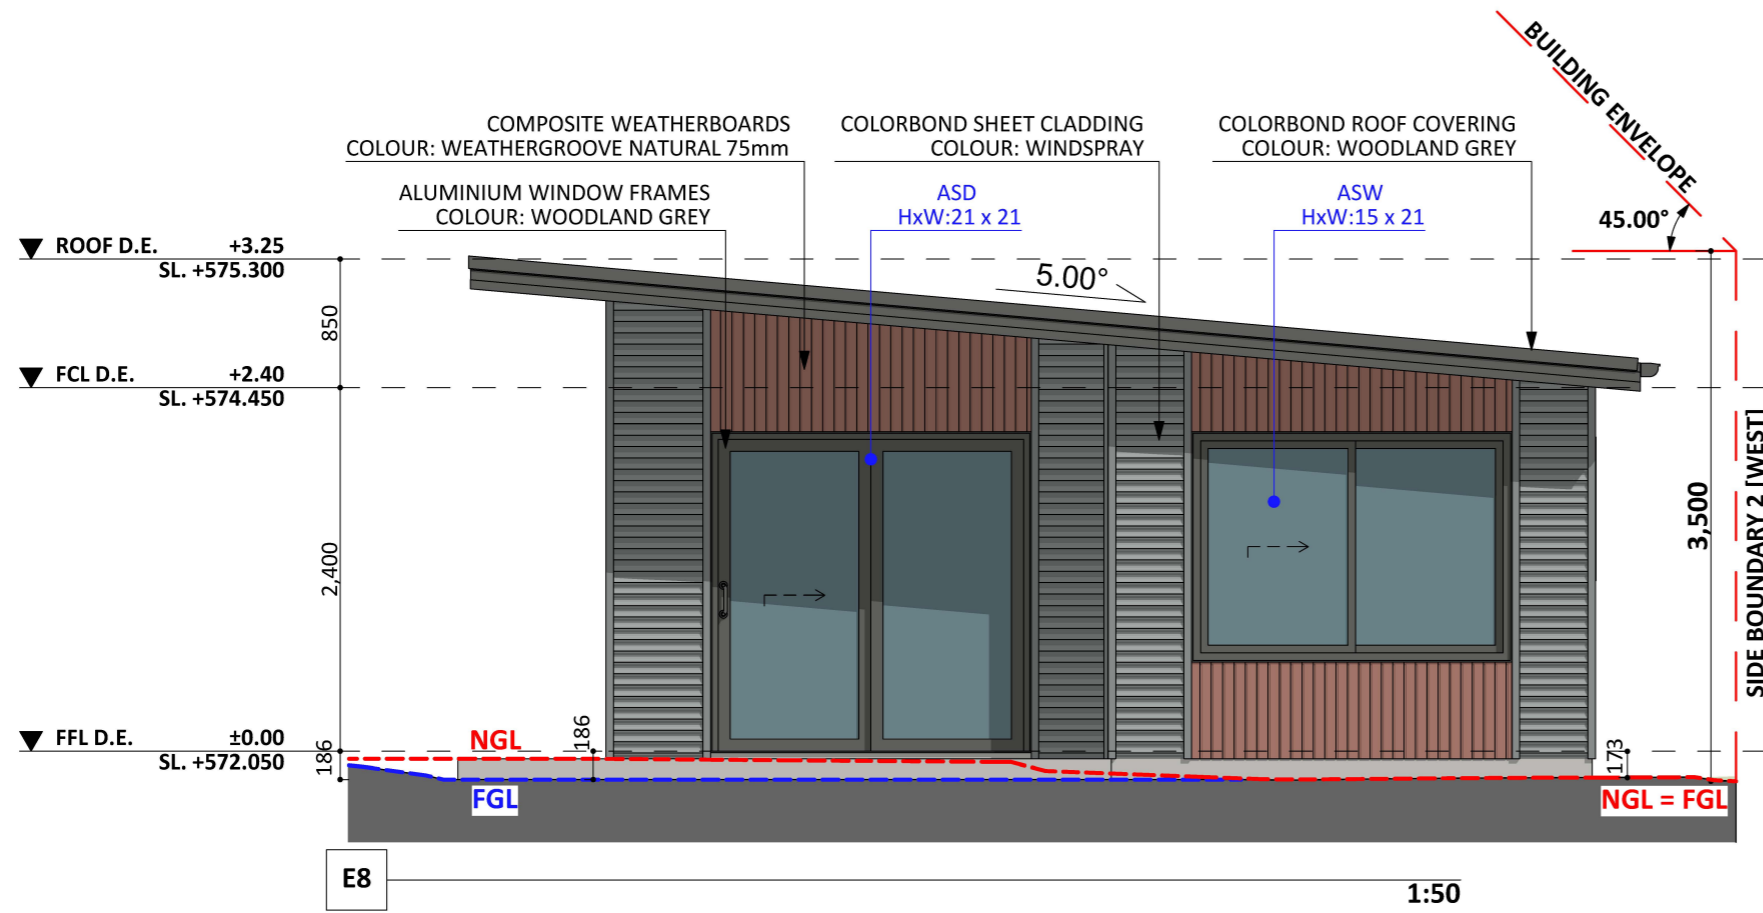 BUILDING ENVELOPE
45.00°
COMPOSITE WEATHERBOARDS
COLOUR: WEATHERGROOVE NATURAL 75mm
COLORBOND SHEET CLADDING
COLOUR: WINDSPRAY
COLORBOND ROOF COVERING
COLOUR: WOODLAND GREY
ALUMINIUM WINDOW FRAMES
COLOUR: WOODLAND GREY
ASD
HxW:21 x 21
ASW
HxW:15 x 21
ROOF D.E. +3.25
SL. +575.300
5.00°
850
FCL D.E. +2.40
SL. +574.450
2,400
3,500
SIDE BOUNDARY 2 [WEST]
FFL D.E. ±0.00
SL. +572.050
186
NGL
186
173
FGL
NGL = FGL
E8
1:50